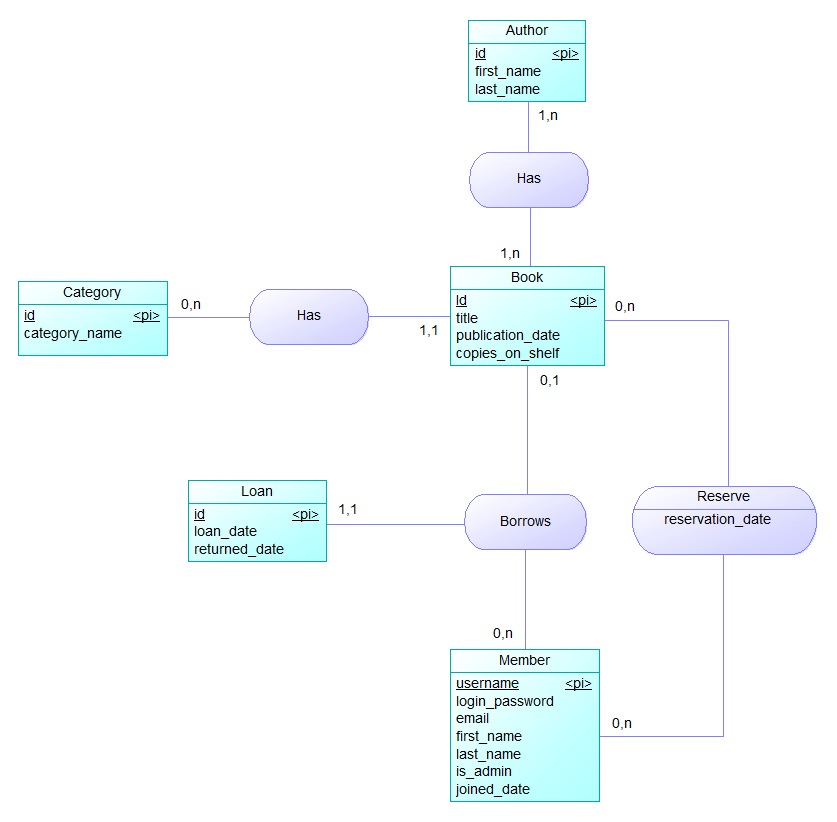 Author
id <pi>
first_name
last_name
1,n
Has
1,n
Category
id <pi>
category_name
0,n
Has
1,1
Book
Id <pi>
title
publication_date
copies_on_shelf
0,n
0,1
Loan
id <pi>
loan_date
returned_date
1,1
Borrows
Reserve
reservation_date
0,n
Member
username <pi>
login_password
email
first_name
last_name
is_admin
joined_date
0,n